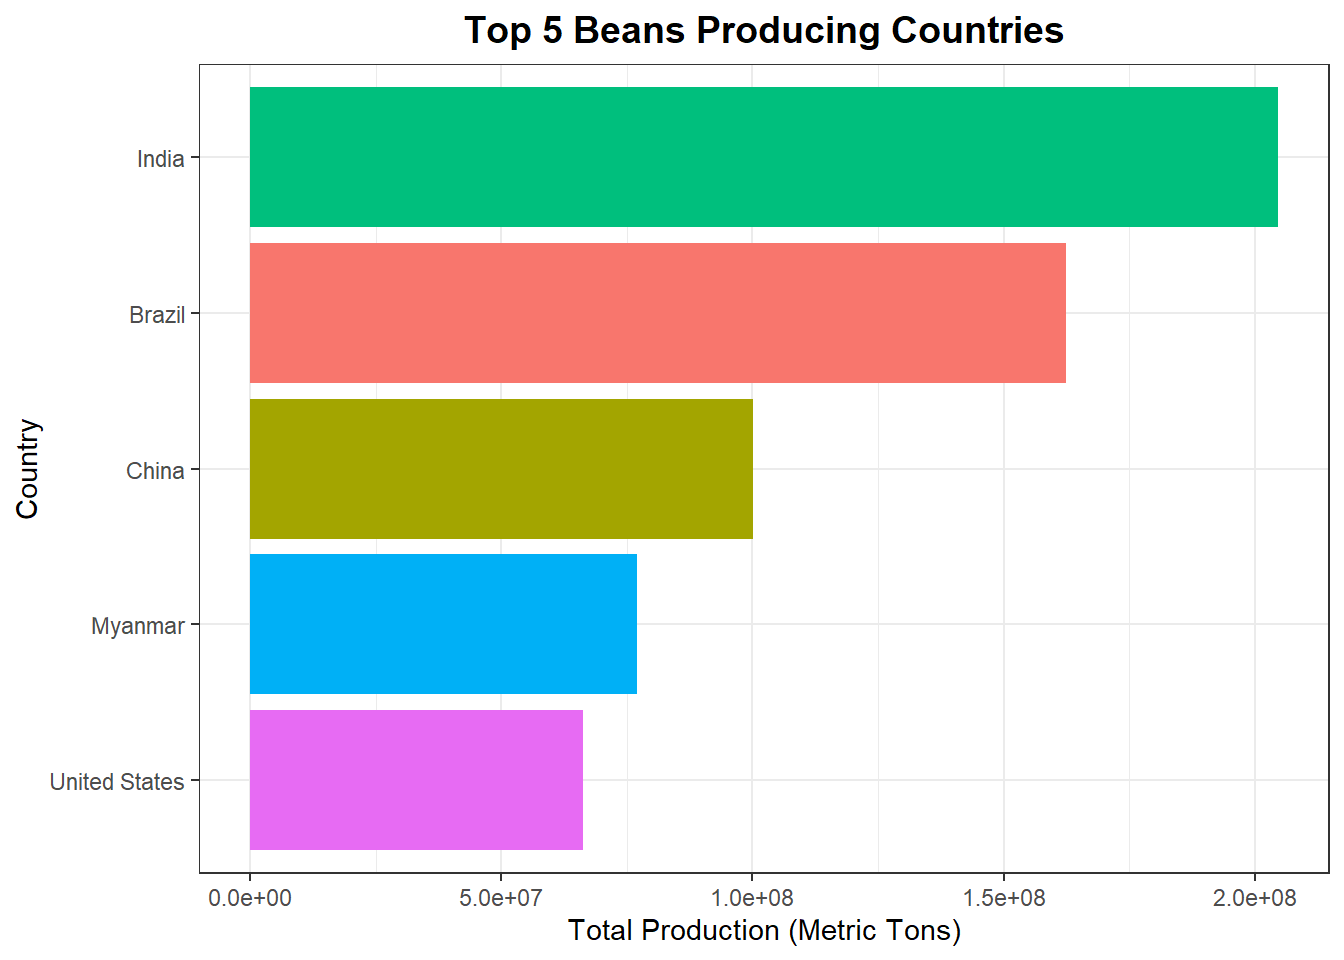 Top 5 Beans Producing Countries
India
Brazil
China
Myanmar
United States
Country
0.0e+00 5.0e+07 1.0e+08 1.5e+08 2.0e+08
Total Production (Metric Tons)